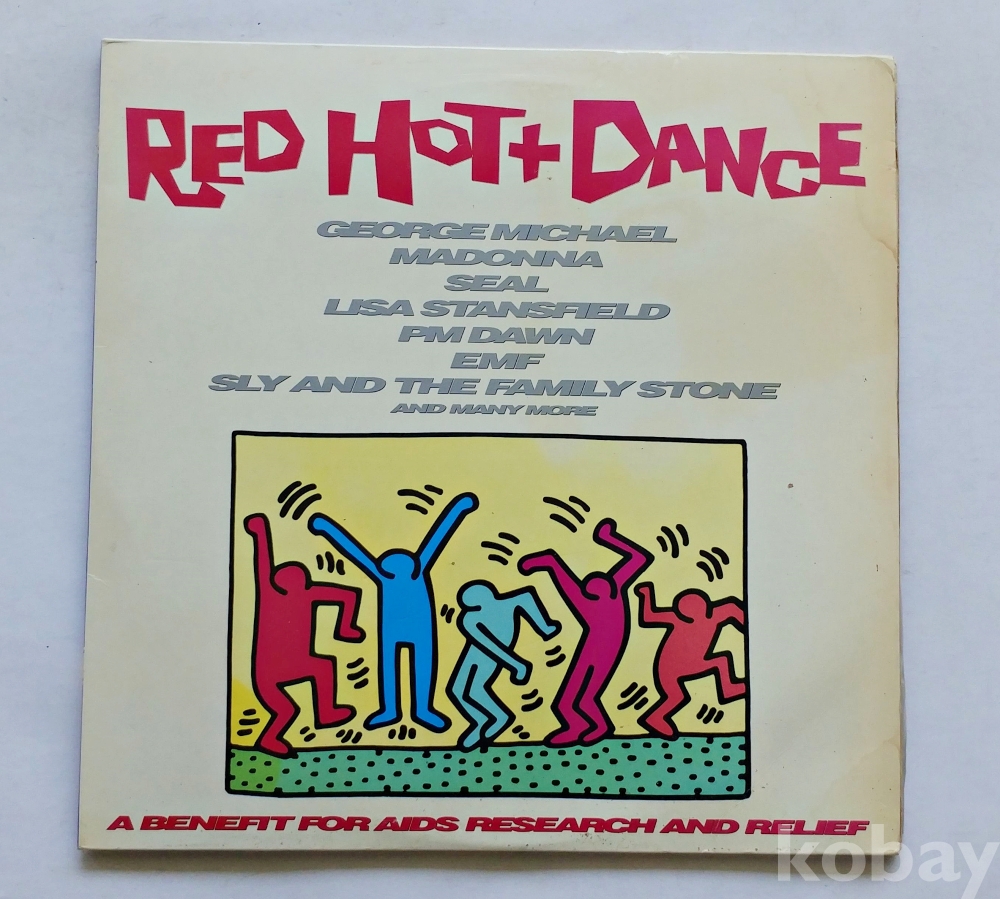 RED HOT + DANCE
GEORGE MICHAEL
MADONNA
SEAL
LISA STANSFIELD
PM DAWN
EMF
SLY AND THE FAMILY STONE
AND MANY MORE
A BENEFIT FOR AIDS RESEARCH AND RELIEF
kobay